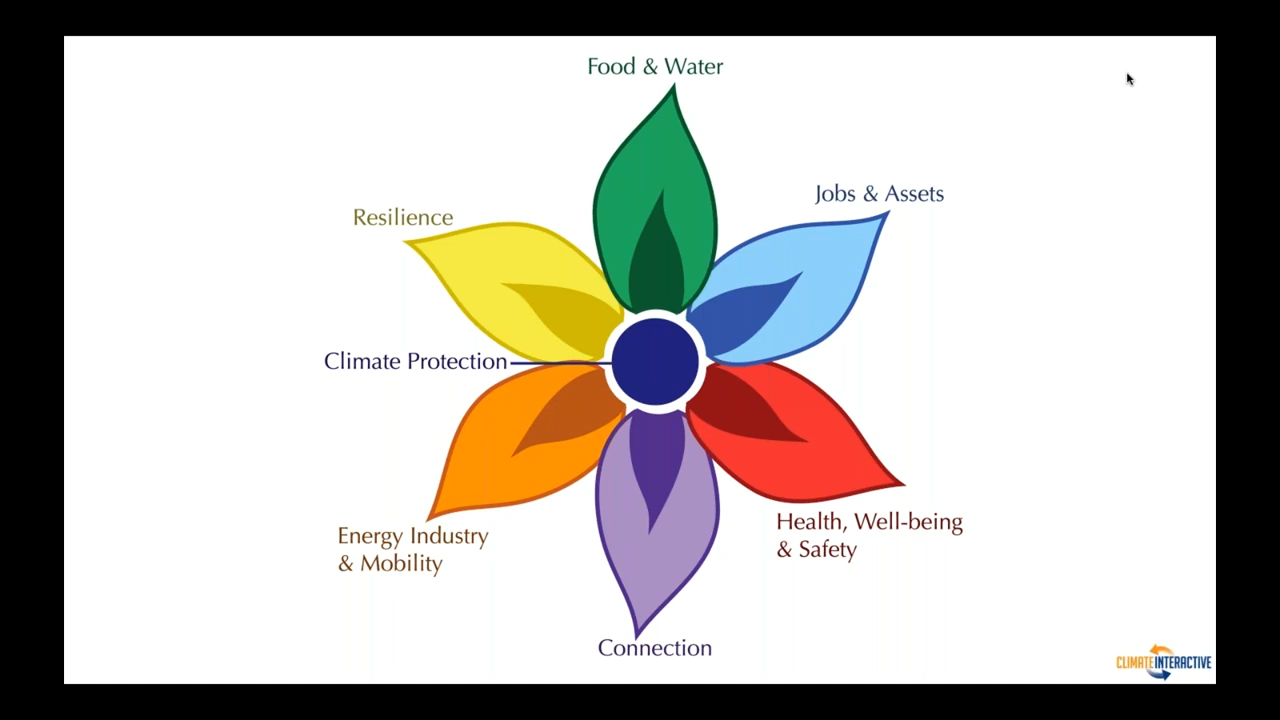 Food & Water
Jobs & Assets
Resilience
Climate Protection
Energy Industry
& Mobility
Health, Well-being
& Safety
Connection
CLIMATE INTERACTIVE